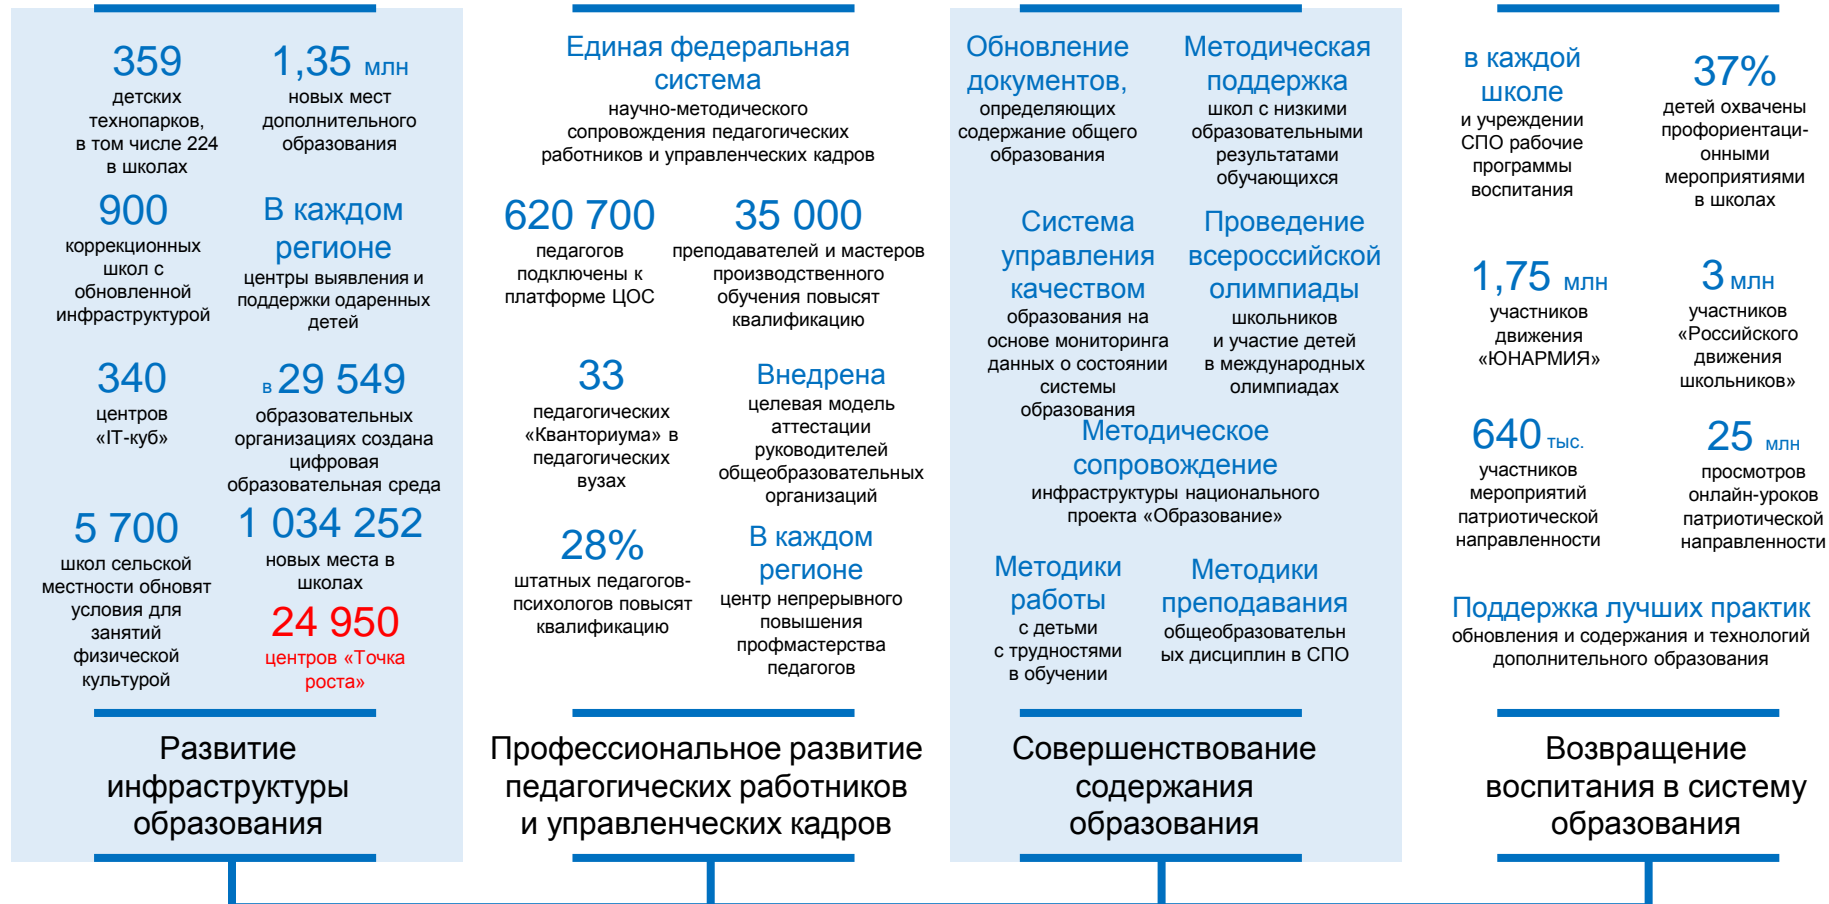 359
детских
технопарков,
в том числе 224
в школах
1,35 млн
новых мест
дополнительного
образования
900
коррекционных
школ с
обновленной
инфраструктурой
В каждом
регионе
центры выявления и
поддержки одаренных
детей
340
центров
«IT-куб»
в 29 549
образовательных
организациях создана
цифровая
образовательная среда
5 700
школ сельской
местности обновят
условия для
занятий
физической
культурой
1 034 252
новых места в
школах
24 950
центров «Точка
роста»
Развитие
инфраструктуры
образования
Единая федеральная
система
научно-методического
сопровождения педагогических
работников и управленческих кадров
620 700
педагогов
подключены к
платформе ЦОС
35 000
преподавателей и мастеров
производственного
обучения повысят
квалификацию
33
педагогических
«Кванториума» в
педагогических
вузах
Внедрена
целевая модель
аттестации
руководителей
общеобразовательных
организаций
28%
штатных педагогов-
психологов повысят
квалификацию
В каждом
регионе
центр непрерывного
повышения
профмастерства
педагогов
Профессиональное развитие
педагогических работников
и управленческих кадров
Обновление
документов,
определяющих
содержание общего
образования
Методическая
поддержка
школ с низкими
образовательными
результатами
обучающихся
Система
управления
качеством
образования на
основе мониторинга
данных о состоянии
системы
образования
Проведение
всероссийской
олимпиады
школьников
и участие детей
в международных
олимпиадах
Методическое
сопровождение
инфраструктуры национального
проекта «Образование»
Методики
работы
с детьми
с трудностями
в обучении
Методики
преподавания
общеобразовательн
ых дисциплин в СПО
Совершенствование
содержания
образования
в каждой
школе
и учреждении
СПО рабочие
программы
воспитания
37%
детей охвачены
профориентаци-
онными
мероприятиями
в школах
1,75 млн
участников
движения
«ЮНАРМИЯ»
3 млн
участников
«Российского
движения
школьников»
640 тыс.
участников
мероприятий
патриотической
направленности
25 млн
просмотров
онлайн-уроков
патриотической
направленности
Поддержка лучших практик
обновления и содержания и технологий
дополнительного образования
Возвращение
воспитания в систему
образования